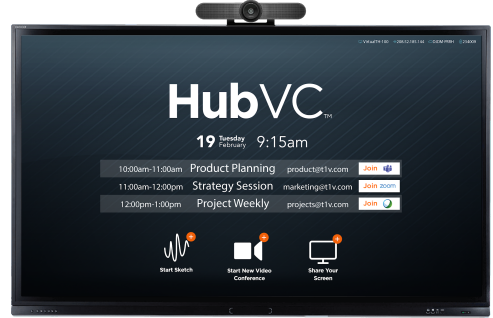 HubVC™
19 Tuesday February 9:15am
10:00am-11:00am Product Planning product@t1v.com Join
11:00am-12:00pm Strategy Session marketing@t1v.com Join zoom
12:00pm-1:00pm Project Weekly projects@t1v.com Join
Start Sketch
Start New Video
Conference
Share Your
Screen